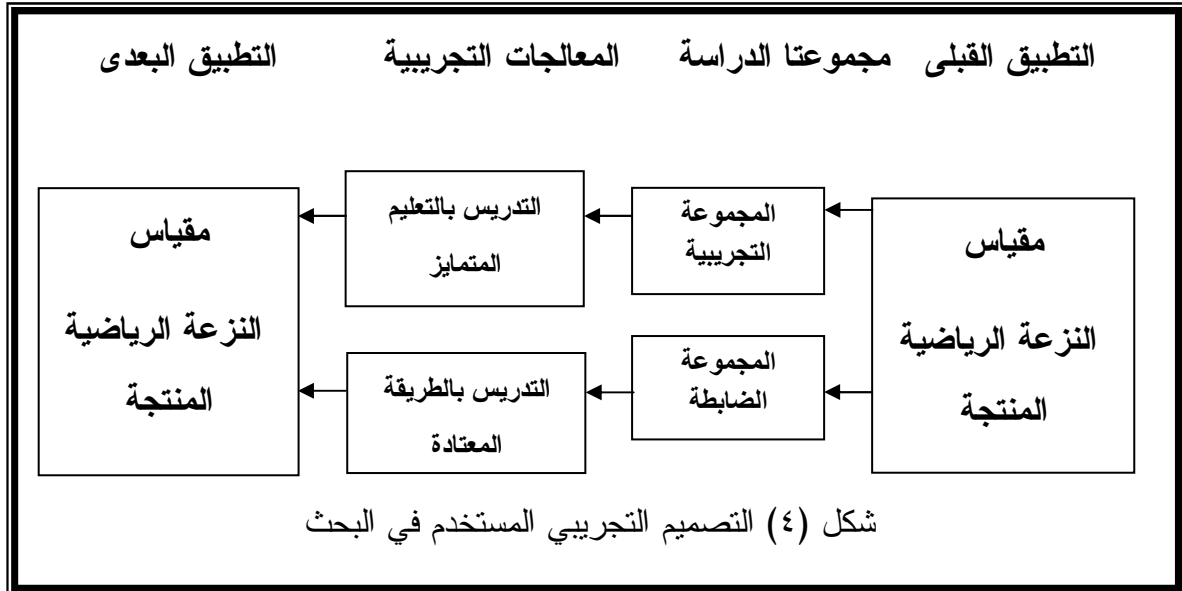 التطبيق القبلى مجموعتا الدراسة المعالجات التجريبية التطبيق البعدى
مقياس
النزعة الرياضية
المنتجة
المجموعة
التجريبية
المجموعة
الضابطة
التدريس بالتعليم
المتمايز
التدريس بالطريقة
المعتادة
مقياس
النزعة الرياضية
المنتجة
شكل (٤) التصميم التجريبي المستخدم في البحث